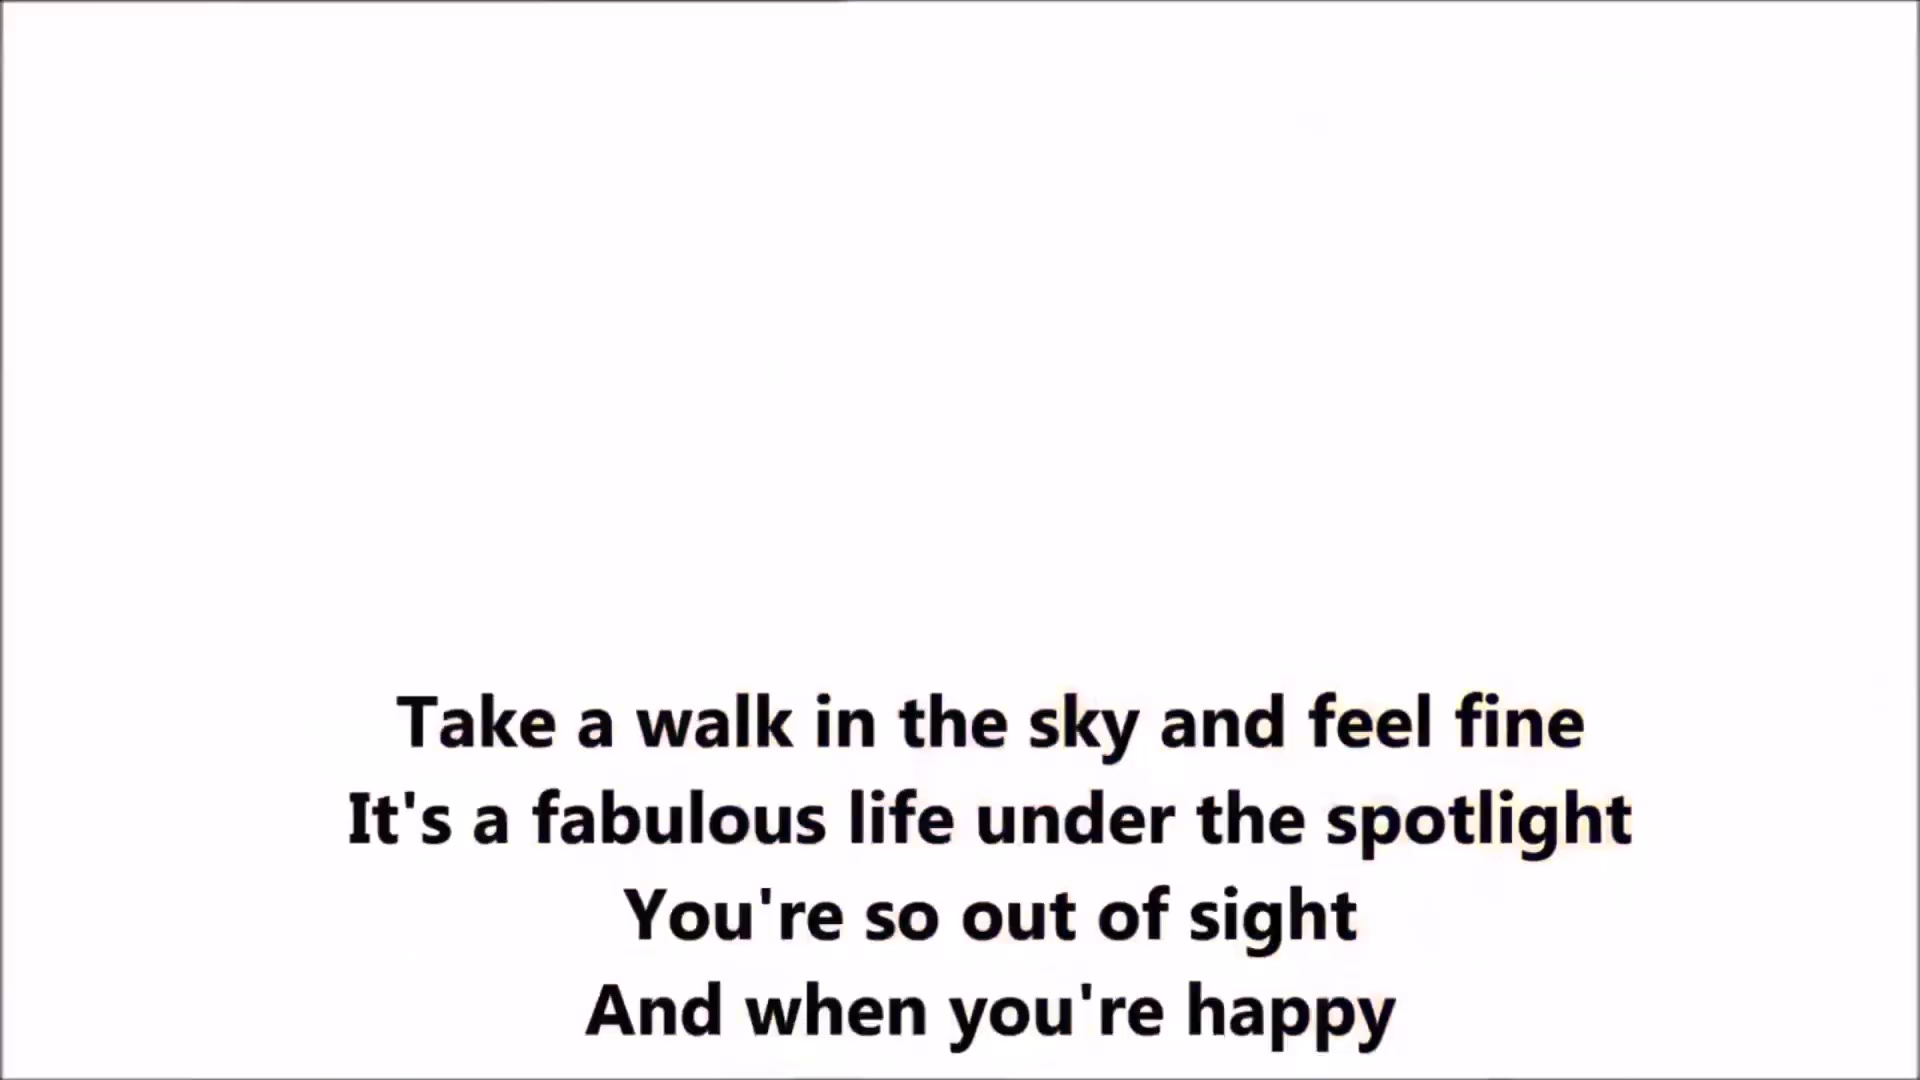 Take a walk in the sky and feel fine
It's a fabulous life under the spotlight
You're so out of sight
And when you're happy